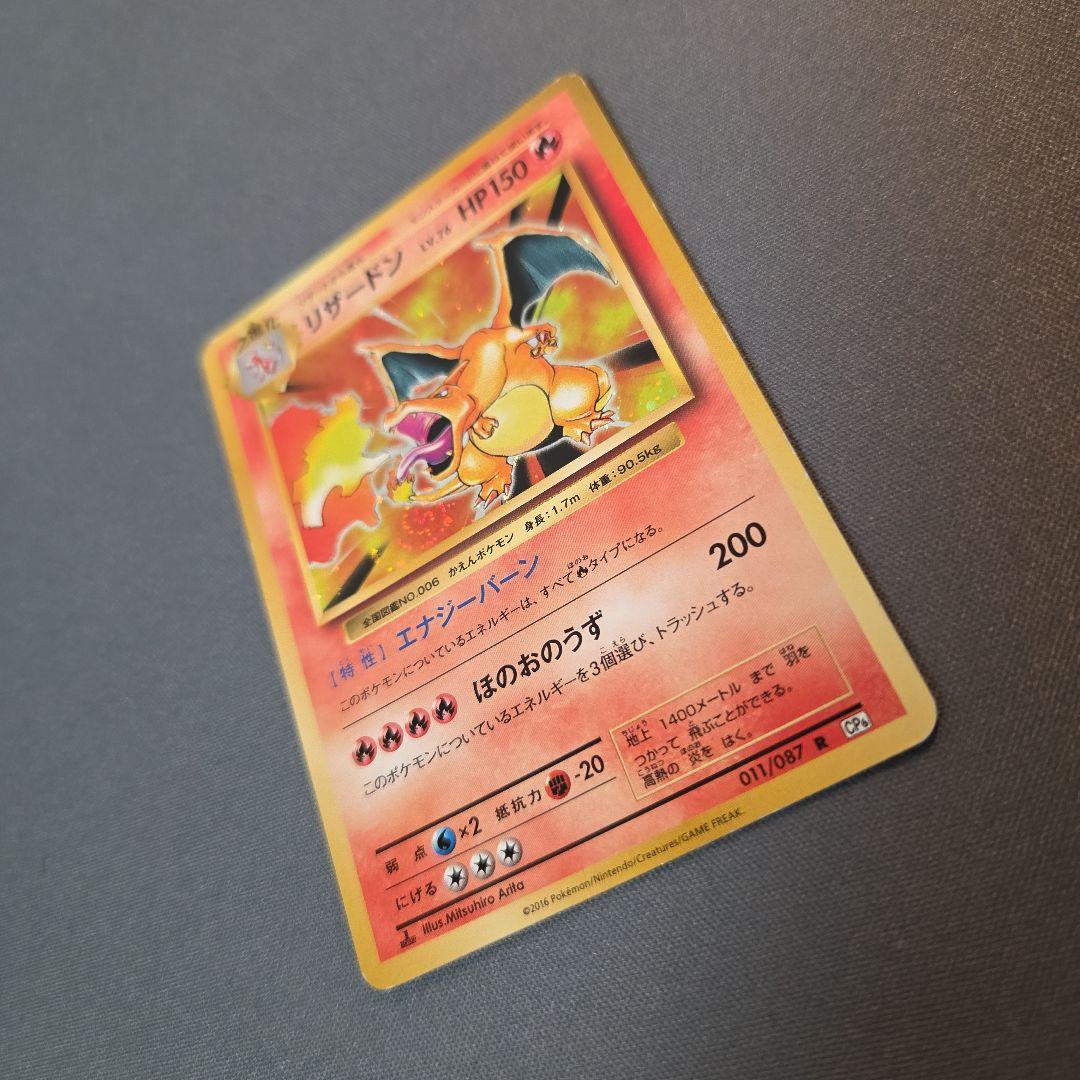 リザードン LV.76 HP150
全国図鑑NO.006 かえんポケモン 身長:1.7m 体重:90.5kg
[特性] エナジーバーン
このポケモンについているエネルギーは、すべてタイプになる。
ほのおのうず 200
このポケモンについているエネルギーを3個選び、トラッシュする。
弱点 ×2 抵抗力 -20
にげる
地上 1400メートル まで 羽を
つかって 飛ぶことができる。
高熱の 炎を はく。
illus.Mitsuhiro Arita
011/087 R CP6
©2016 Pokémon/Nintendo/Creatures/GAME FREAK.